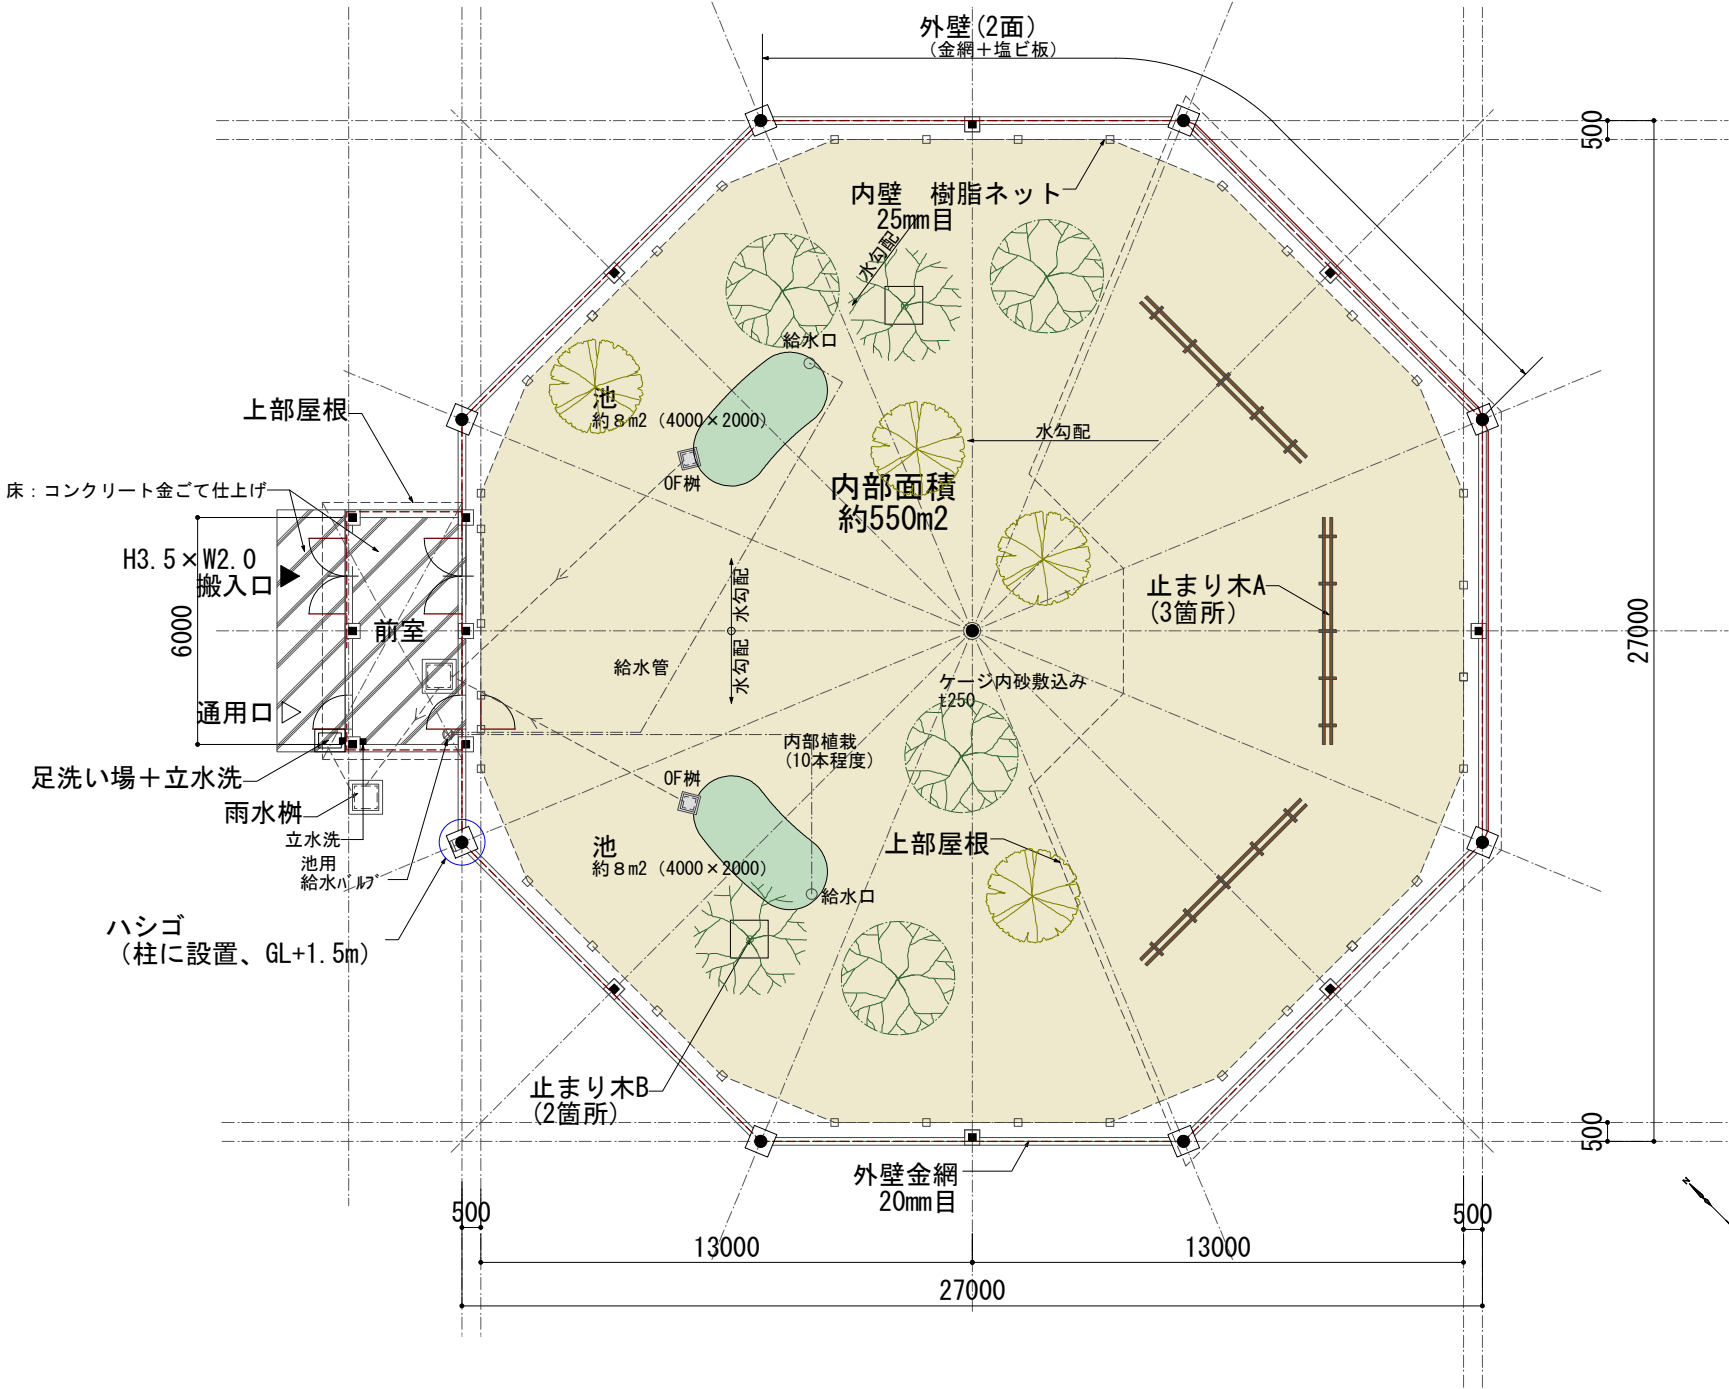 外壁(2面)
（金網＋塩ビ板）
500
内壁　樹脂ネット
25mm目
水勾配
給水口
池
約８m2（4000×2000）
上部屋根
水勾配
床：コンクリート金ごて仕上げ
OF桝
内部面積
約550m2
H3.5×W2.0
搬入口
水勾配
止まり木A
(3箇所)
6000
前室
27000
水勾配
給水管
ケージ内砂敷込み
t250
通用口
内部植栽
(10本程度)
足洗い場＋立水洗
OF桝
雨水桝
立水洗
池
約８m2（4000×2000）
上部屋根
池用
給水ﾊﾞﾙﾌﾞ
給水口
ハシゴ
（柱に設置、GL+1.5m）
止まり木B
(2箇所)
500
外壁金網
20mm目
N
500
500
13000
13000
27000